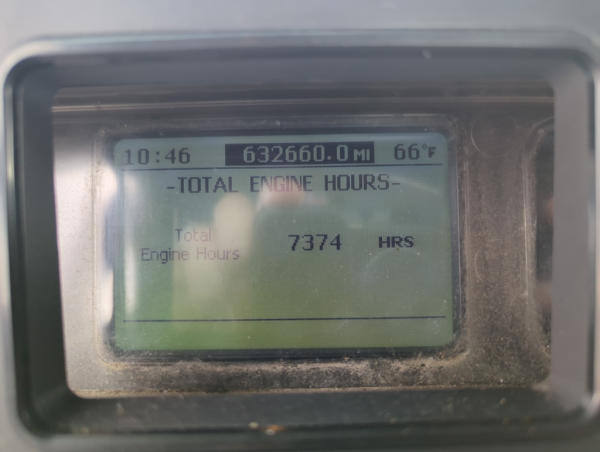 10:46 632660.0 MI 66°F
-TOTAL ENGINE HOURS-
Total
Engine Hours 7374 HRS